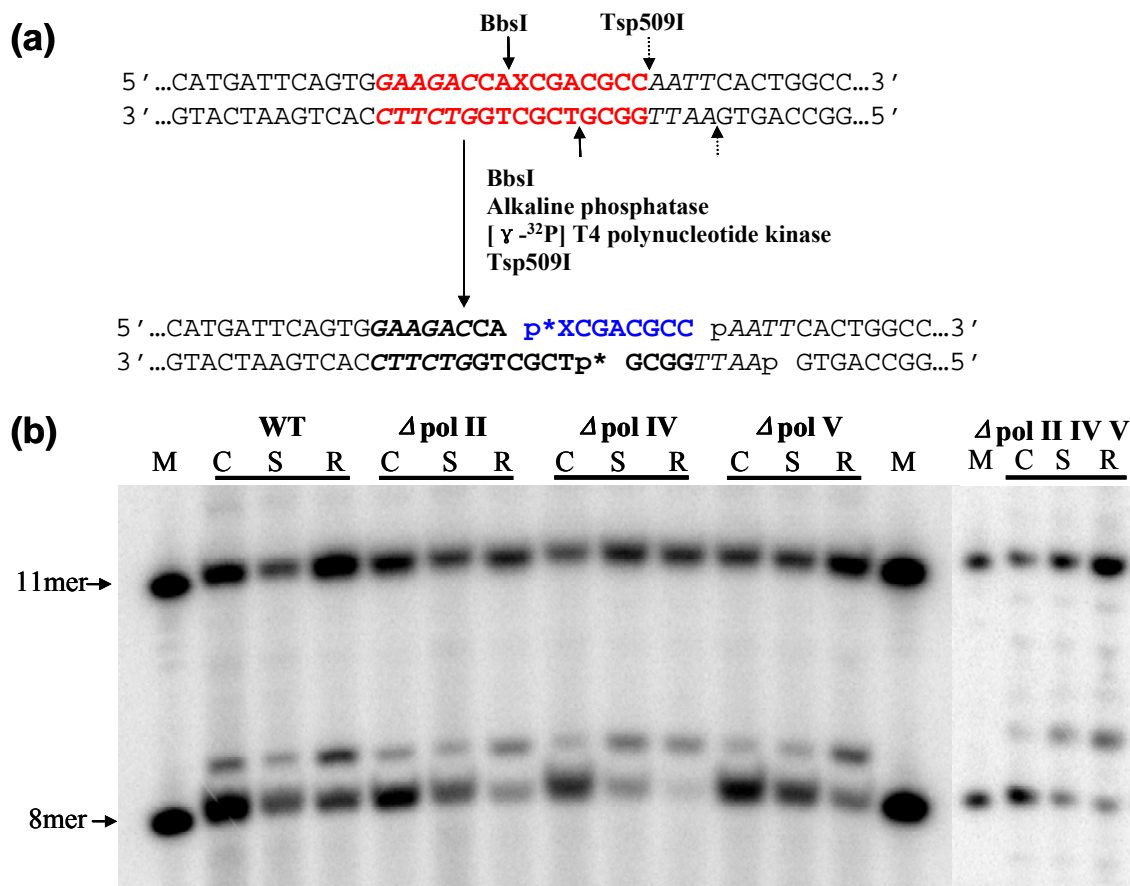 (a)
BbsI Tsp509I
5′…CATGATTCAGTGGAAGACCAXCGACGCCAATTCACTGGCC…3′
3′…GTACTAAGTCACCTTCTGGTCGCTGCGGTTAAGTGACCGG…5′
BbsI
Alkaline phosphatase
[γ-³²P] T4 polynucleotide kinase
Tsp509I
5′…CATGATTCAGTGGAAGACCA p*XCGACGCC pAATTCACTGGCC…3′
3′…GTACTAAGTCACCTTCTGGTCGCTp* GCGGTTAAp GTGACCGG…5′
(b)
WT Δpol II Δpol IV Δpol V Δpol II IV V
M C S R C S R C S R C S R M M C S R
11mer
8mer